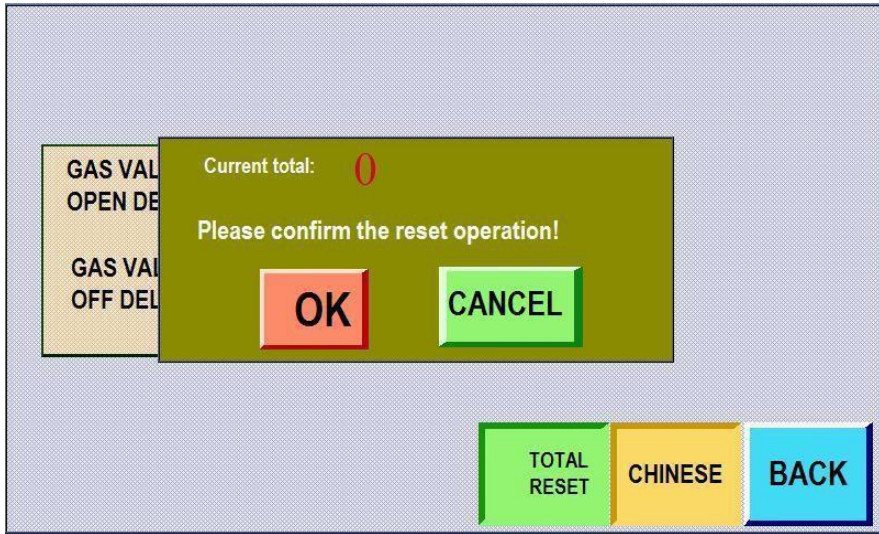 GAS VAL
OPEN DE
GAS VAL
OFF DEL
Current total: 0
Please confirm the reset operation!
OK
CANCEL
TOTAL
RESET
CHINESE
BACK